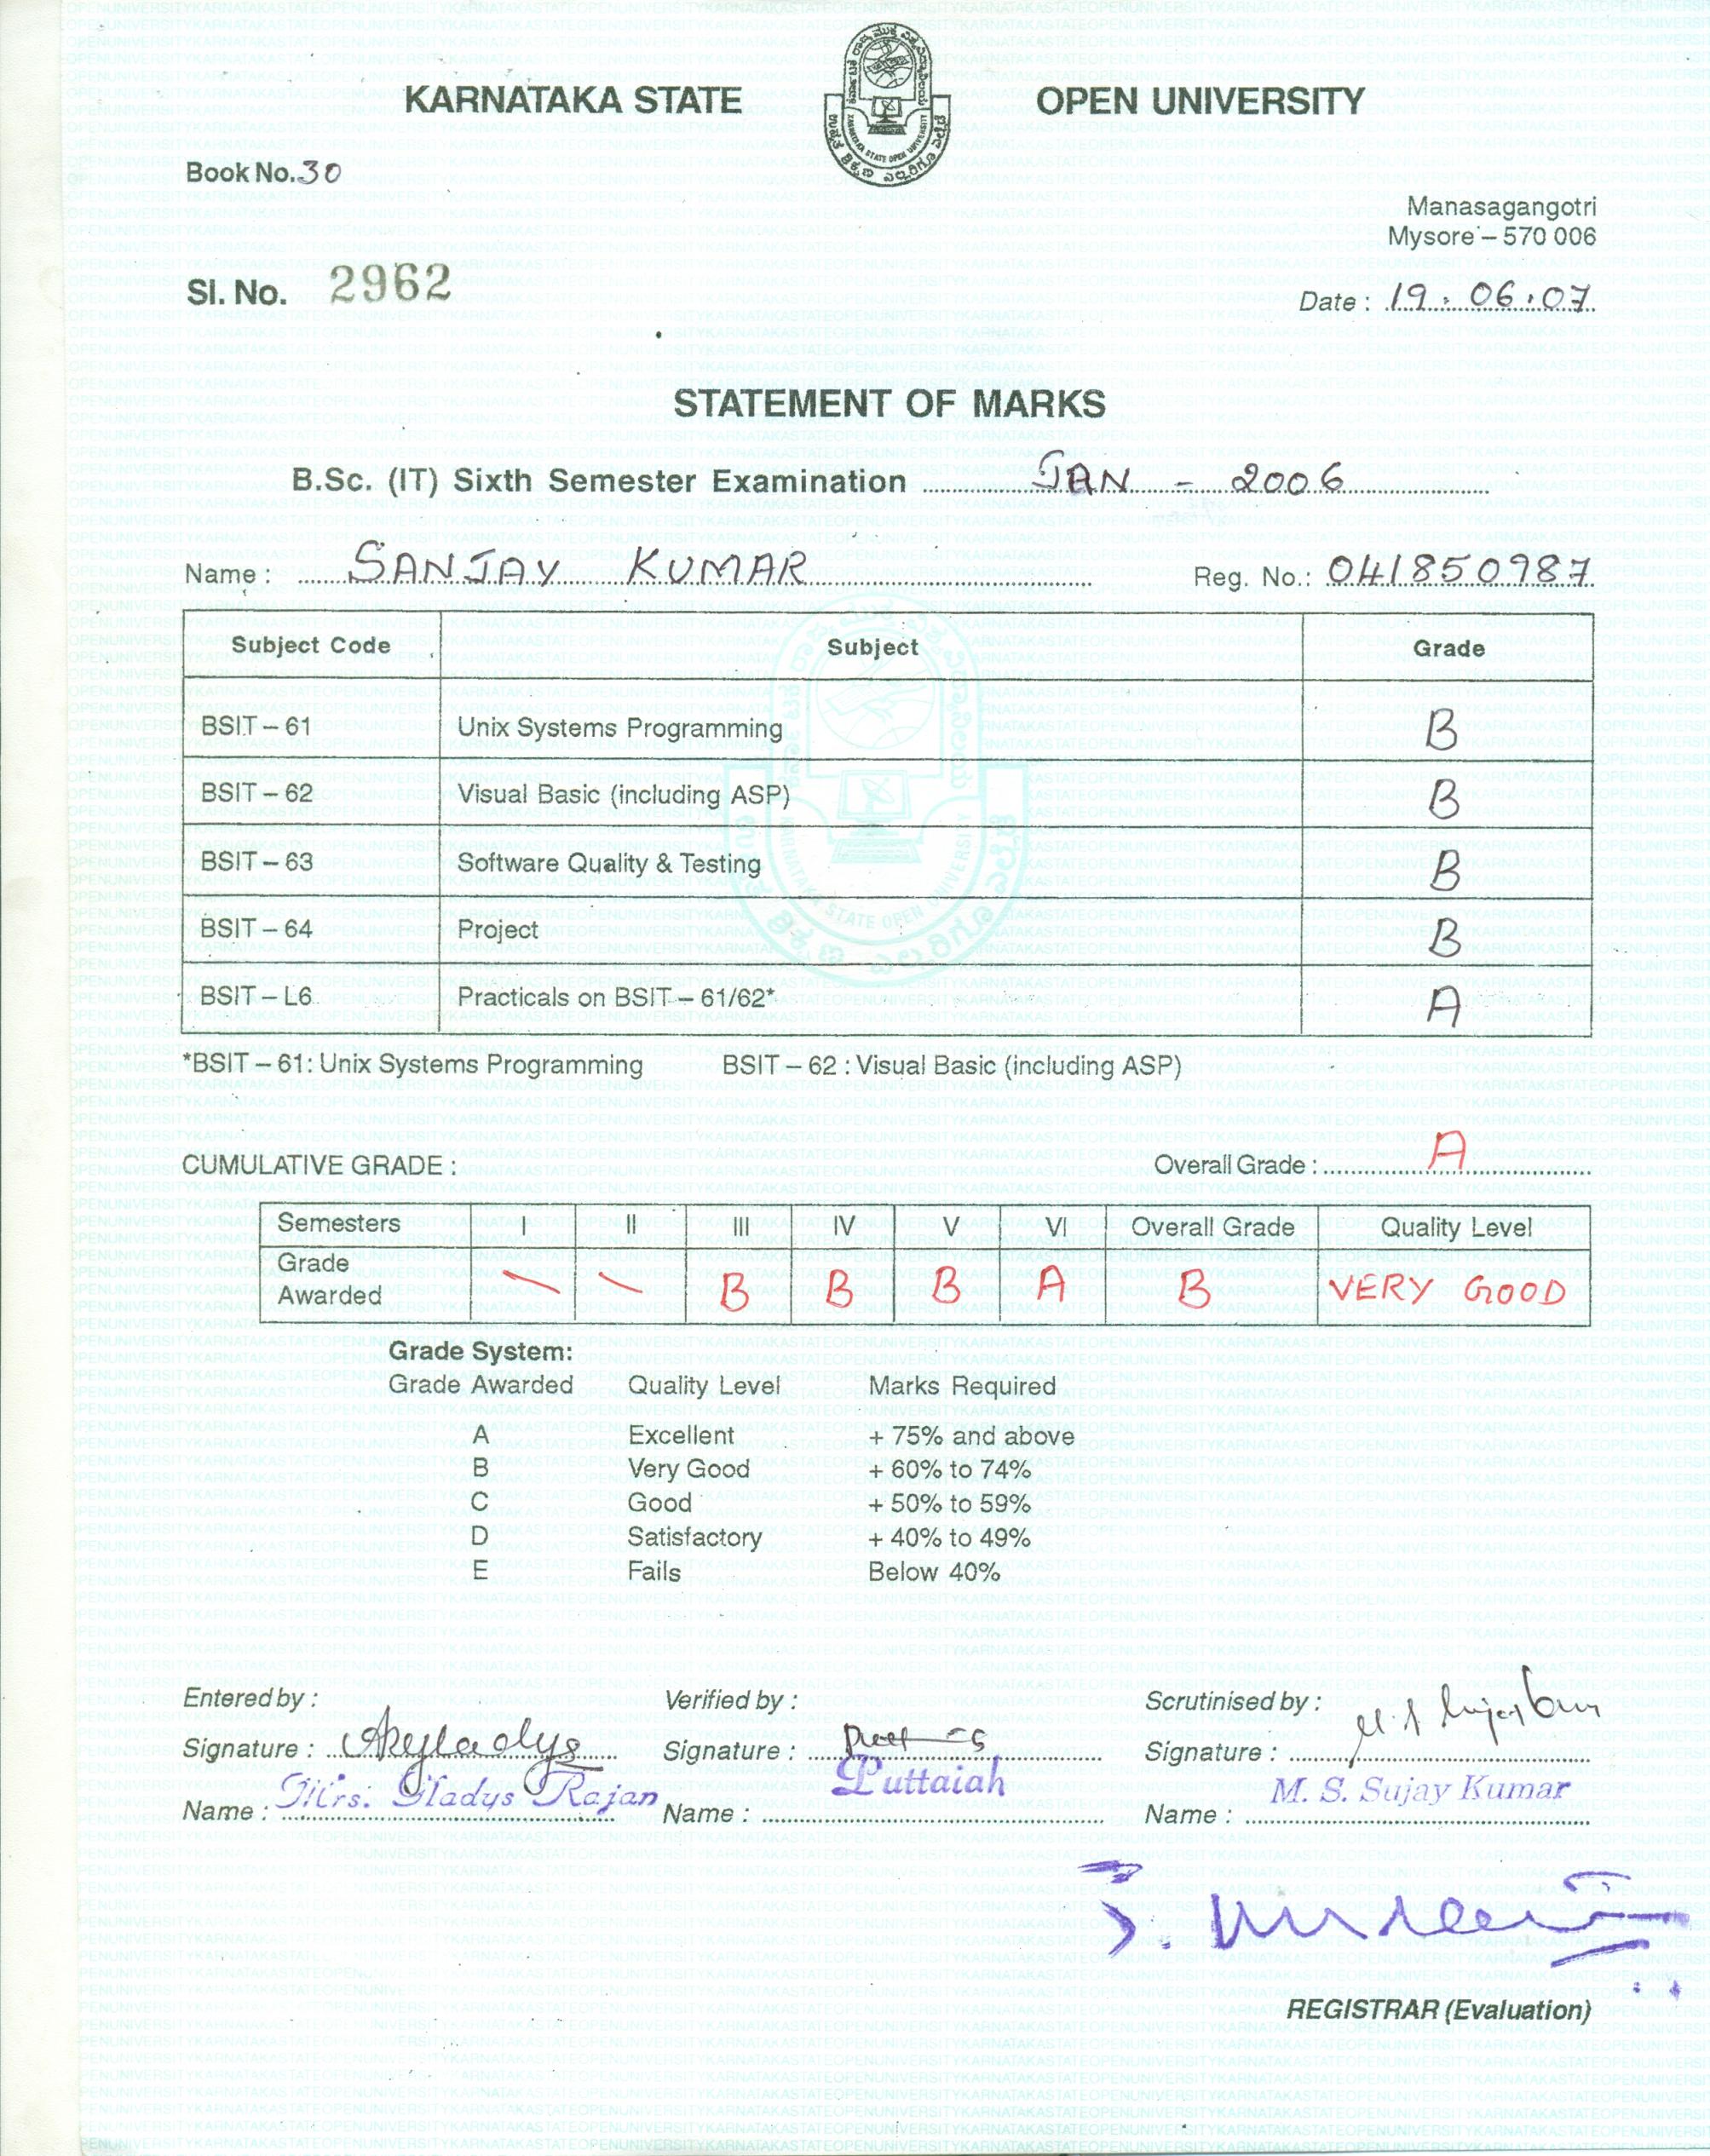 KARNATAKA STATE OPEN UNIVERSITY
Book No. 30
Manasagangotri
Mysore – 570 006
Sl. No. 2962
Date : 19.06.07
STATEMENT OF MARKS
B.Sc. (IT) Sixth Semester Examination JAN - 2006
Name : SANJAY KUMAR Reg. No.: 041850987
Subject Code Subject Grade
BSIT – 61 Unix Systems Programming B
BSIT – 62 Visual Basic (including ASP) B
BSIT – 63 Software Quality & Testing B
BSIT – 64 Project B
BSIT – L6 Practicals on BSIT – 61/62* A
*BSIT – 61: Unix Systems Programming BSIT – 62 : Visual Basic (including ASP)
CUMULATIVE GRADE : Overall Grade : A
Semesters I II III IV V VI Overall Grade Quality Level
Grade
Awarded \ \ B B B A B VERY GOOD
Grade System:
Grade Awarded Quality Level Marks Required
A Excellent + 75% and above
B Very Good + 60% to 74%
C Good + 50% to 59%
D Satisfactory + 40% to 49%
E Fails Below 40%
Entered by : Verified by : Scrutinised by :
Signature : Signature : Signature :
Mrs. Gladys Rajan Puttaiah M. S. Sujay Kumar
Name : Name : Name :
REGISTRAR (Evaluation)